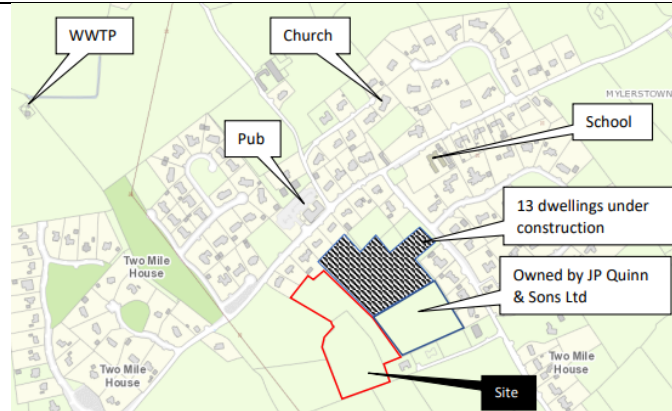 WWTP
Church
MYLERSTOWN
School
Pub
13 dwellings under
construction
Two Mile
House
Owned by JP Quinn
& Sons Ltd
Two Mile
House
Two Mile
House
Site